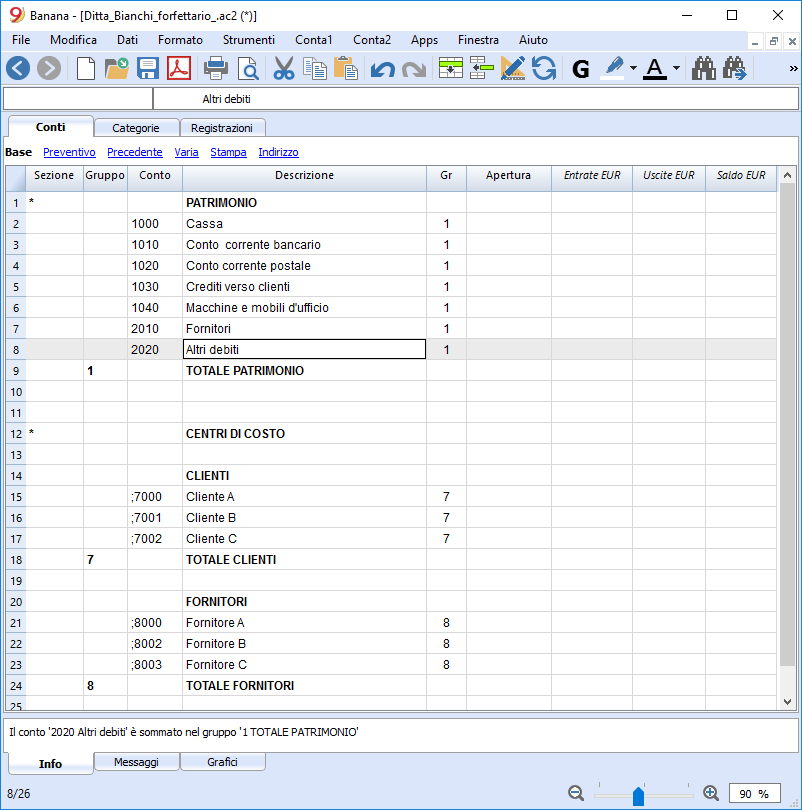 Banana - [Ditta_Bianchi_forfettario_.ac2 (*)]
File Modifica Dati Formato Strumenti Conta1 Conta2 Apps Finestra Aiuto
G A »
Altri debiti
Conti Categorie Registrazioni
Base Preventivo Precedente Varia Stampa Indirizzo
Sezione Gruppo Conto Descrizione Gr Apertura Entrate EUR Uscite EUR Saldo EUR
1 * PATRIMONIO
2 1000 Cassa 1
3 1010 Conto  corrente bancario 1
4 1020 Conto corrente postale 1
5 1030 Crediti verso clienti 1
6 1040 Macchine e mobili d'ufficio 1
7 2010 Fornitori 1
8 2020 Altri debiti 1
9 1 TOTALE PATRIMONIO
10
11
12 * CENTRI DI COSTO
13
14 CLIENTI
15 ;7000 Cliente A 7
16 ;7001 Cliente B 7
17 ;7002 Cliente C 7
18 7 TOTALE CLIENTI
19
20 FORNITORI
21 ;8000 Fornitore A 8
22 ;8002 Fornitore B 8
23 ;8003 Fornitore C 8
24 8 TOTALE FORNITORI
25
Il conto '2020 Altri debiti' è sommato nel gruppo '1 TOTALE PATRIMONIO'
Info Messaggi Grafici
8/26 90 %